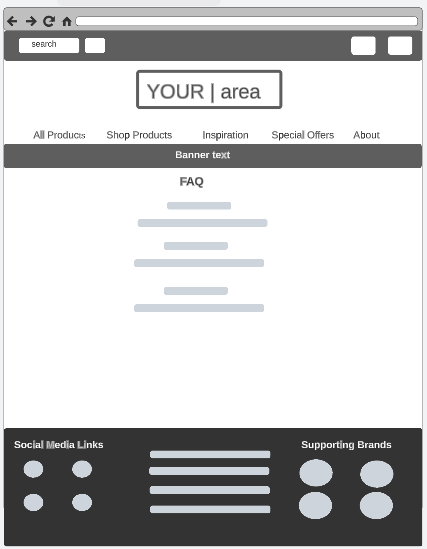 search
YOUR | area
All Products Shop Products Inspiration Special Offers About
Banner text
FAQ
Social Media Links
Supporting Brands